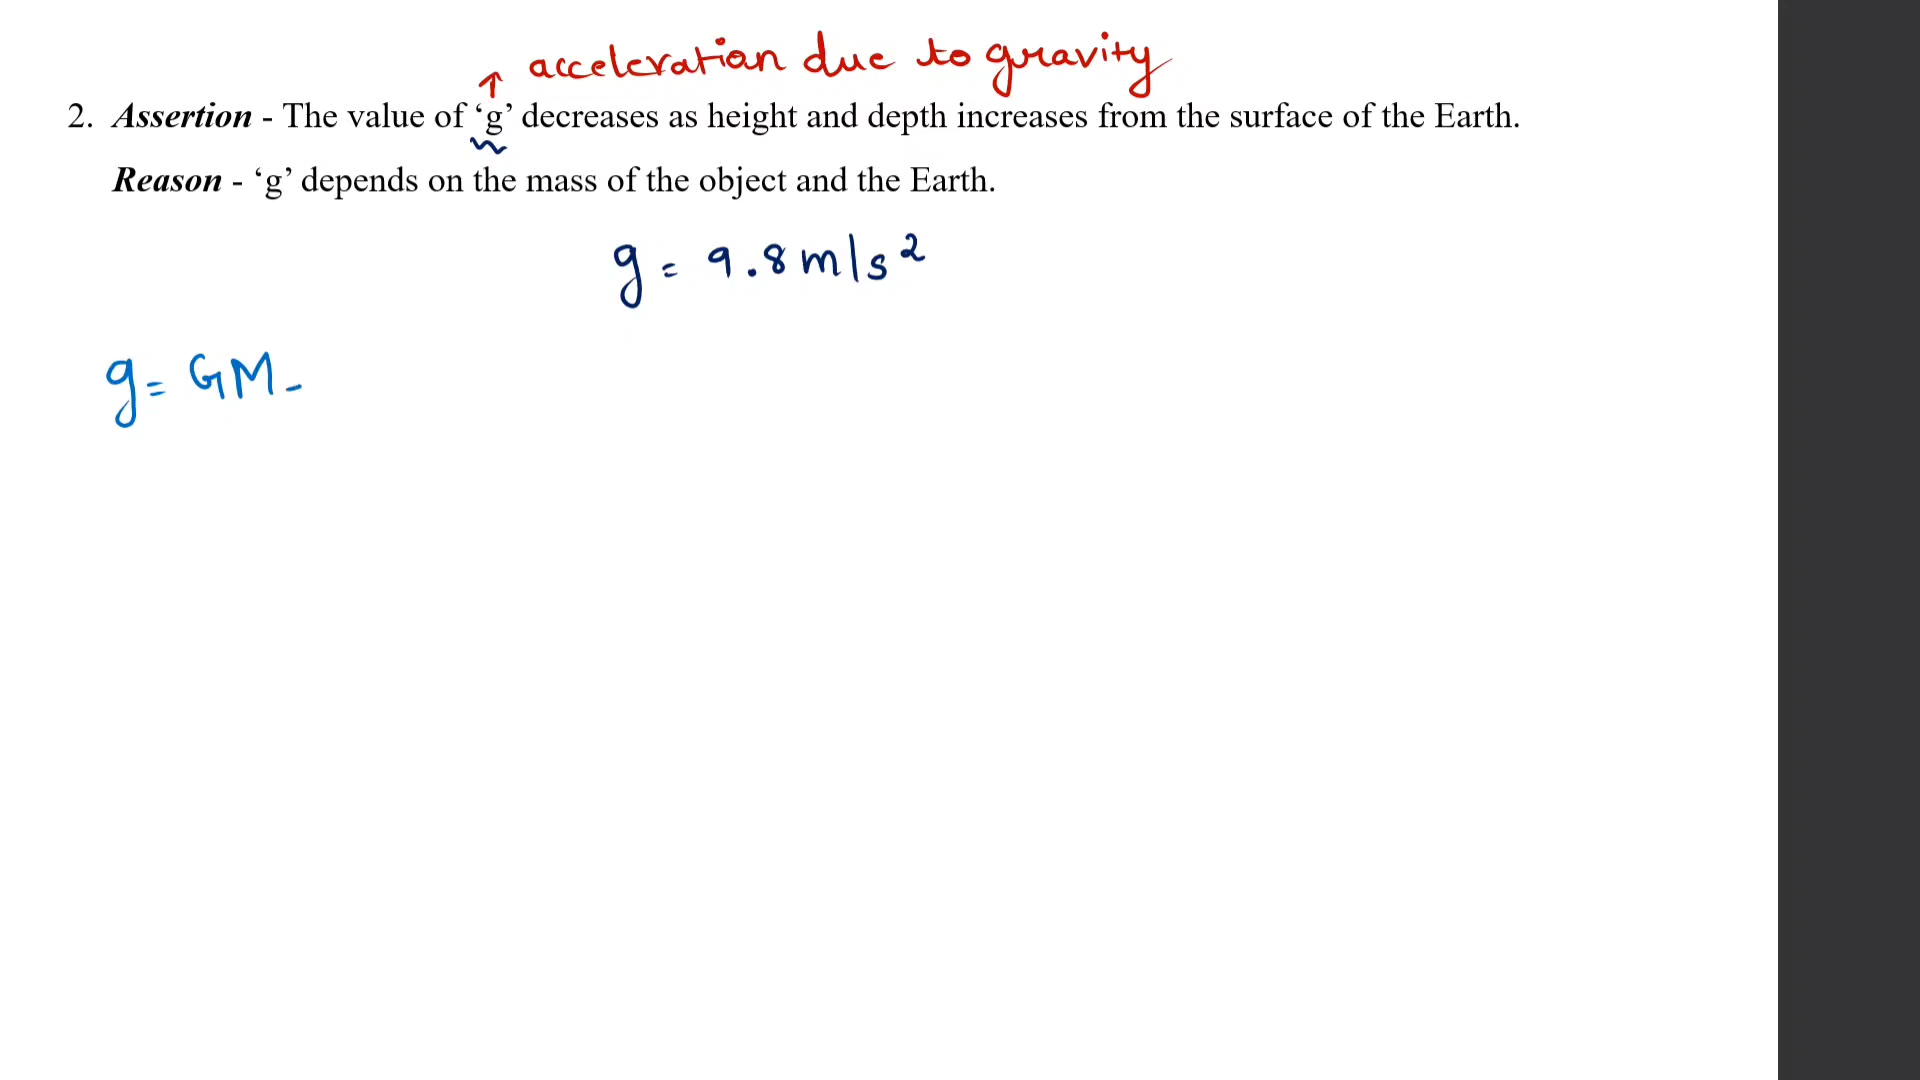 ↑ acceleration due to gravity
2. Assertion - The value of ‘g’ decreases as height and depth increases from the surface of the Earth.
Reason - ‘g’ depends on the mass of the object and the Earth.
g = 9.8 m/s²
g = GM -